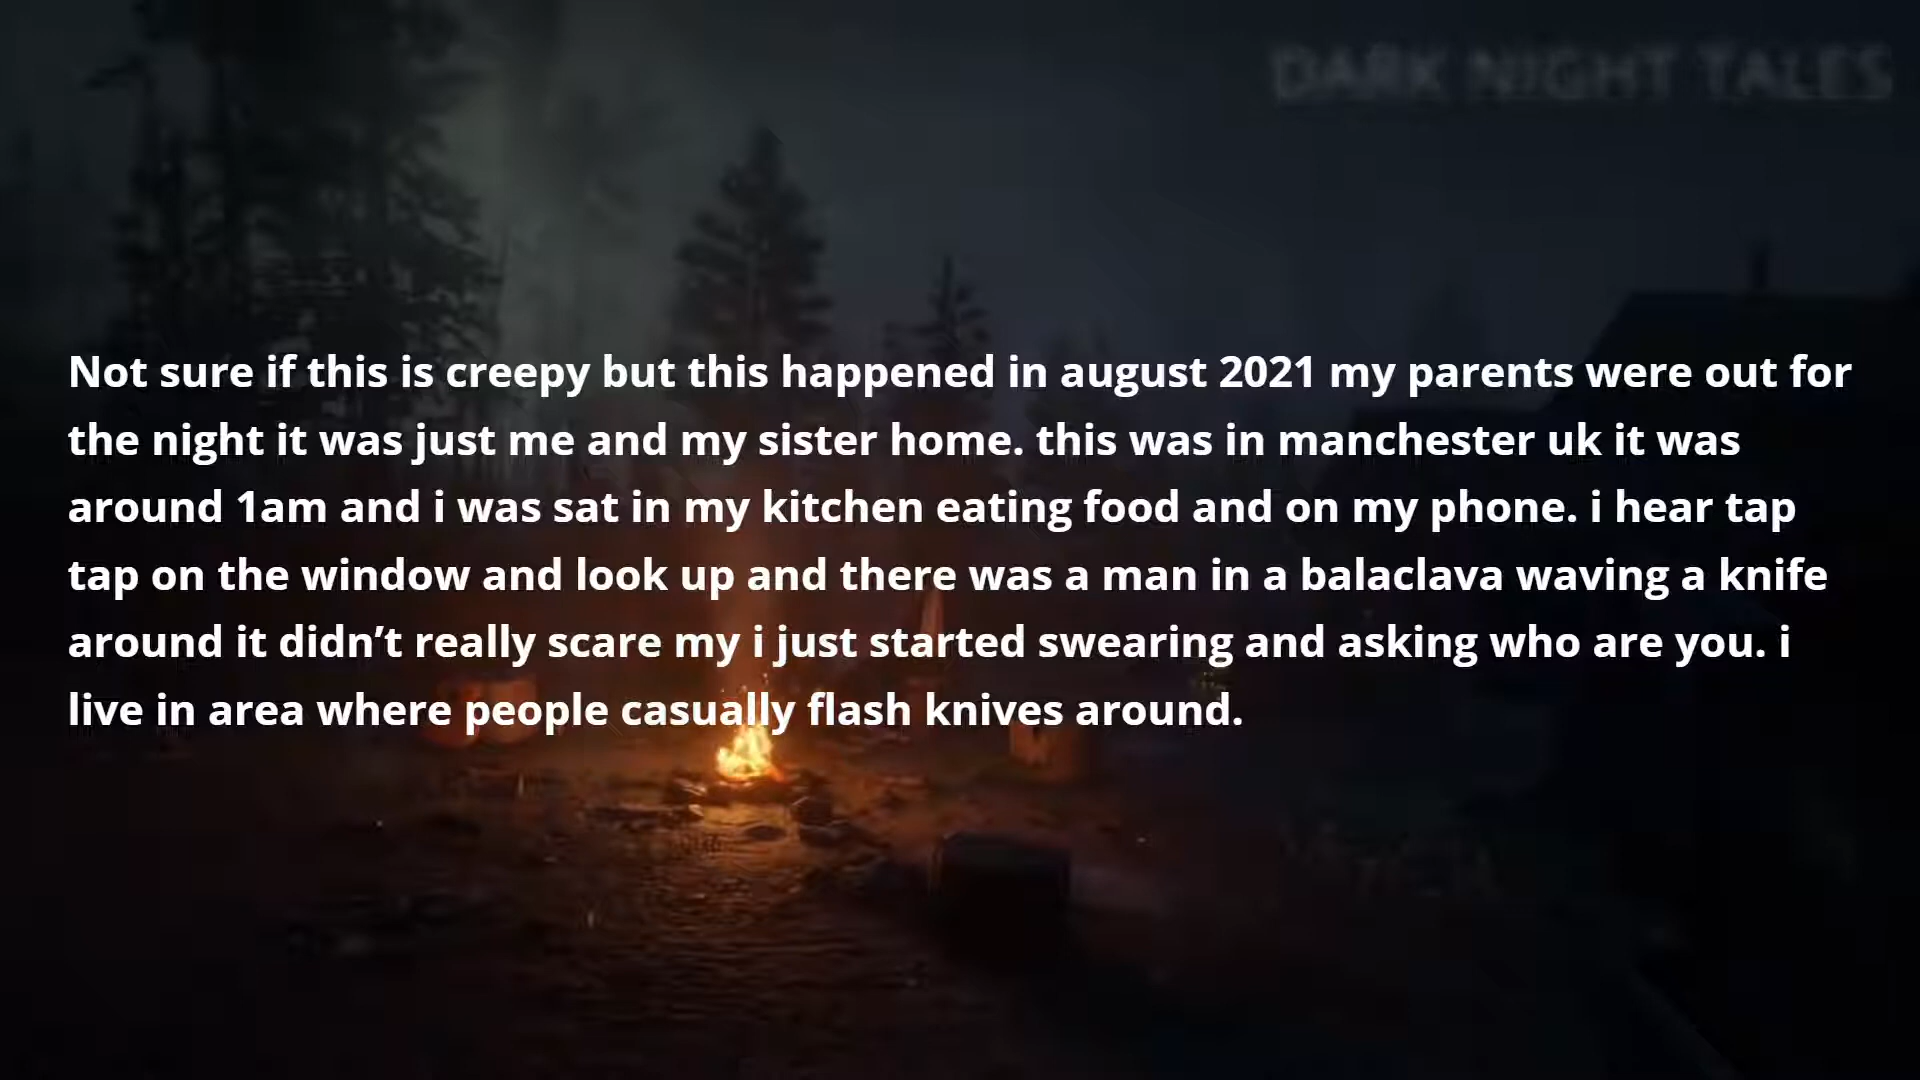 DARK NIGHT TALES
Not sure if this is creepy but this happened in august 2021 my parents were out for
the night it was just me and my sister home. this was in manchester uk it was
around 1am and i was sat in my kitchen eating food and on my phone. i hear tap
tap on the window and look up and there was a man in a balaclava waving a knife
around it didn’t really scare my i just started swearing and asking who are you. i
live in area where people casually flash knives around.